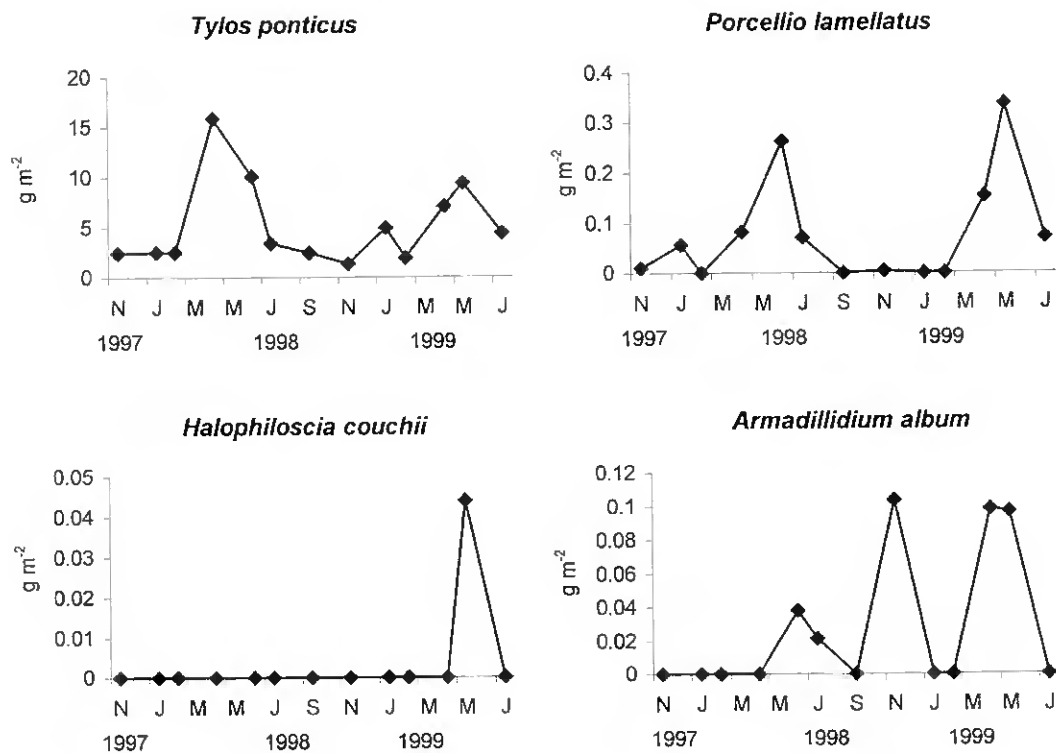 Tylos ponticus
20
15
10
5
0
g m-2
N J M M J S N J M M J
1997 1998 1999
Porcellio lamellatus
0.4
0.3
0.2
0.1
0
g m-2
N J M M J S N J M M J
1997 1998 1999
Halophiloscia couchii
0.05
0.04
0.03
0.02
0.01
0
g m-2
N J M M J S N J M M J
1997 1998 1999
Armadillidium album
0.12
0.1
0.08
0.06
0.04
0.02
0
g m-2
N J M M J S N J M M J
1997 1998 1999